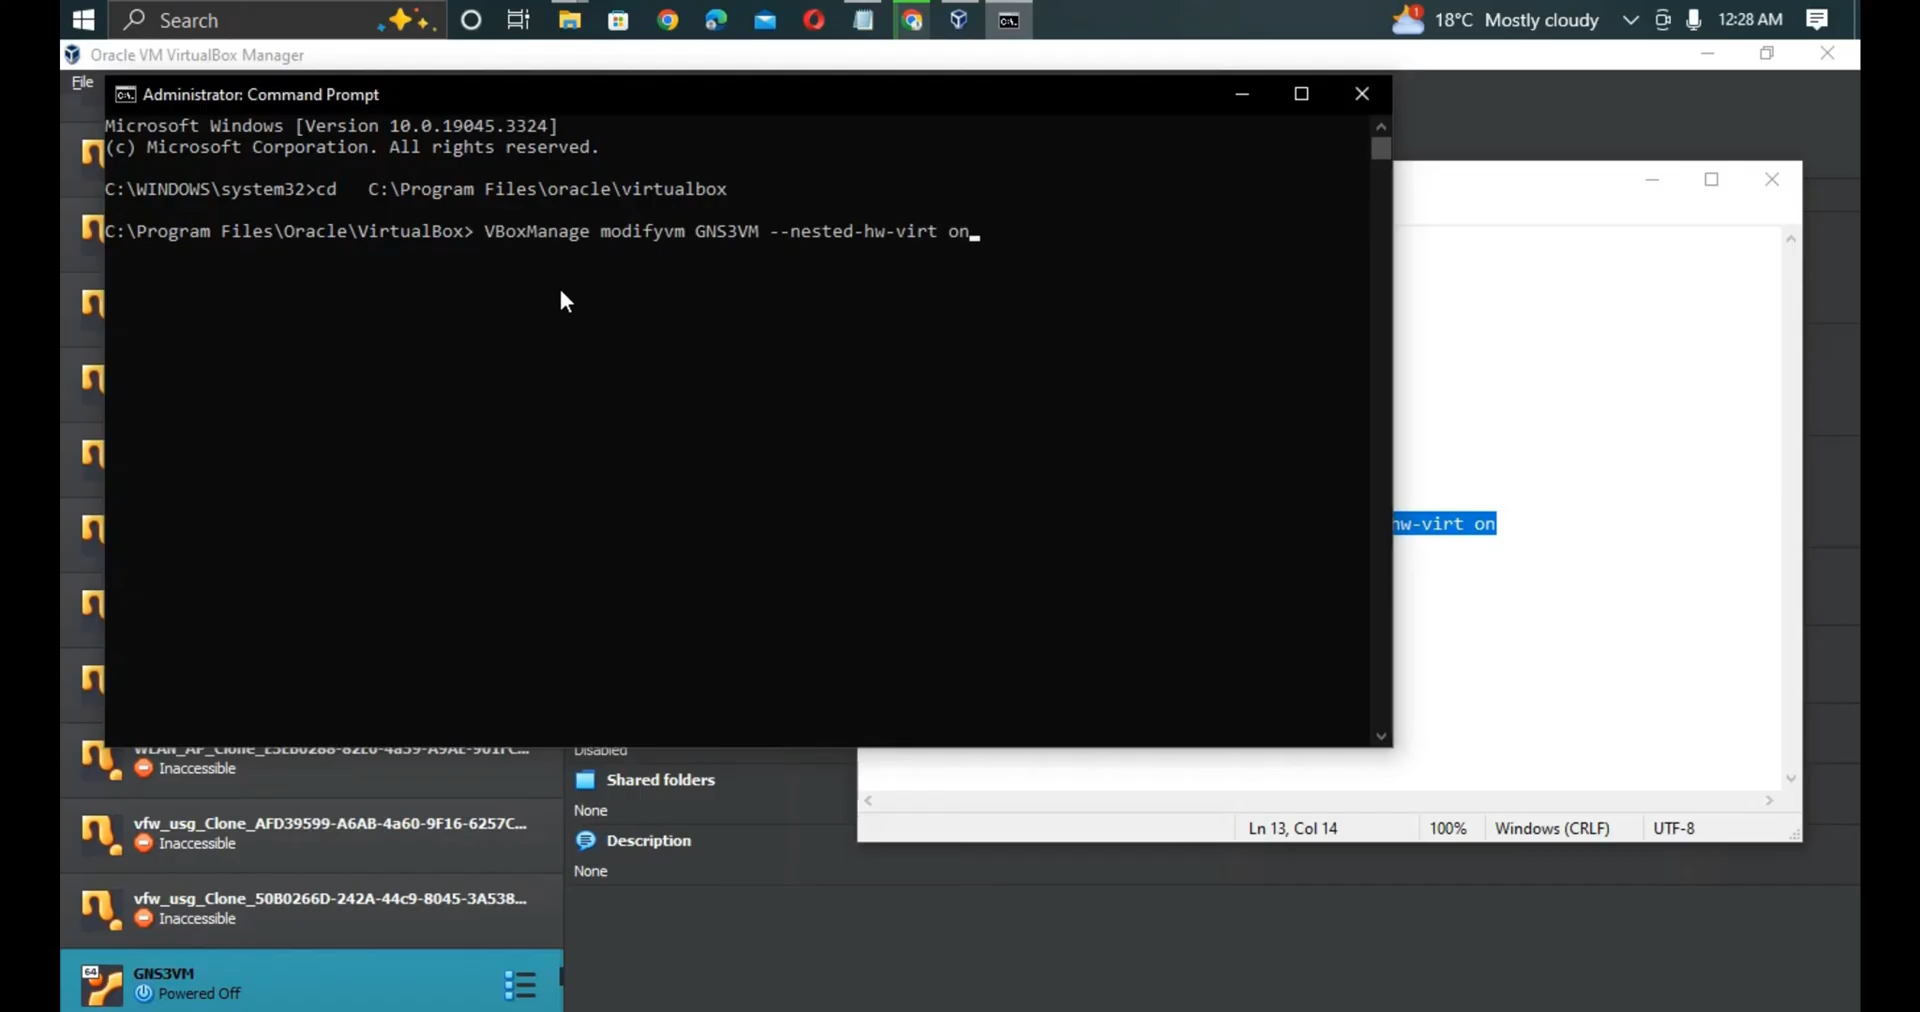 Search
18°C Mostly cloudy
12:28 AM
Oracle VM VirtualBox Manager
File
Administrator: Command Prompt
Microsoft Windows [Version 10.0.19045.3324]
(c) Microsoft Corporation. All rights reserved.
C:\WINDOWS\system32>cd   C:\Program Files\oracle\virtualbox
C:\Program Files\Oracle\VirtualBox> VBoxManage modifyvm GNS3VM --nested-hw-virt on
hw-virt on
Inaccessible
vfw_usg_Clone_AFD39599-A6AB-4a60-9F16-6257C...
Inaccessible
vfw_usg_Clone_50B0266D-242A-44c9-8045-3A538...
Inaccessible
64
GNS3VM
Powered Off
Disabled
Shared folders
None
Description
None
Ln 13, Col 14
100%
Windows (CRLF)
UTF-8